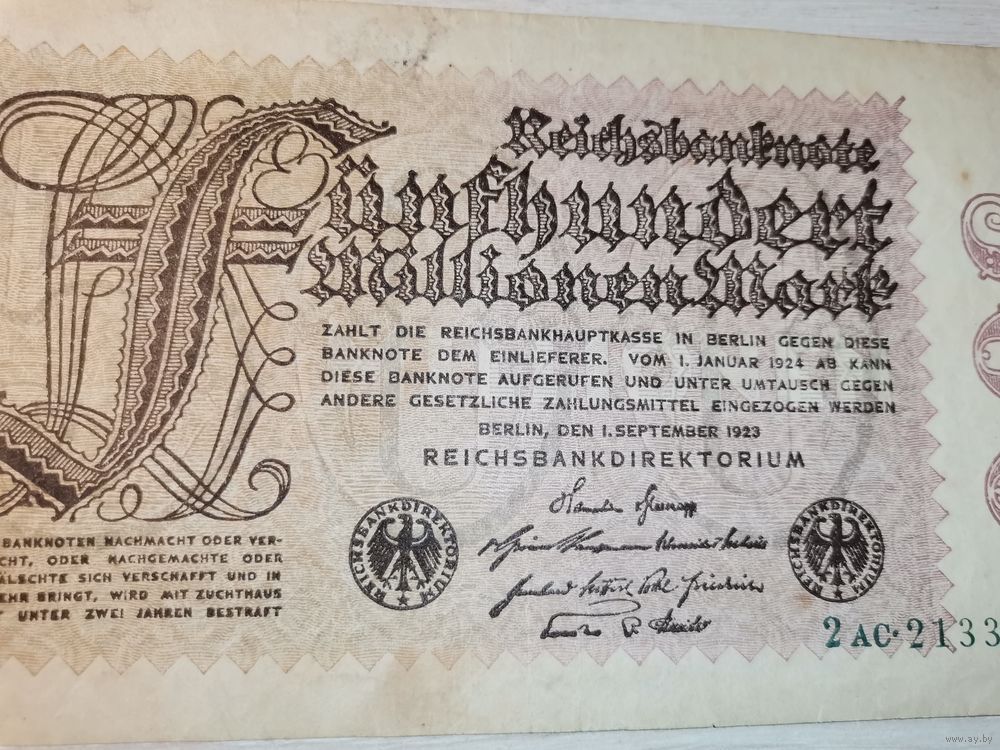 Reichsbanknote
Fünfhundert
Millionen Mark
ZAHLT DIE REICHSBANKHAUPTKASSE IN BERLIN GEGEN DIESE
BANKNOTE DEM EINLIEFERER. VOM 1. JANUAR 1924 AB KANN
DIESE BANKNOTE AUFGERUFEN UND UNTER UMTAUSCH GEGEN
ANDERE GESETZLICHE ZAHLUNGSMITTEL EINGEZOGEN WERDEN
BERLIN, DEN 1. SEPTEMBER 1923
REICHSBANKDIREKTORIUM
BANKNOTEN NACHMACHT ODER VER-
CHT, ODER NACHGEMACHTE ODER
ÄLSCHTE SICH VERSCHAFFT UND IN
EHR BRINGT, WIRD MIT ZUCHTHAUS
UNTER ZWEI JAHREN BESTRAFT
REICHSBANKDIREKTORIUM
REICHSBANKDIREKTORIUM
2 AC·2133
www.ay.by